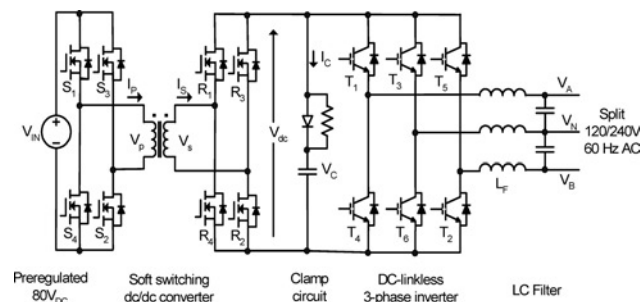 S1
S3
IP
IS
R1
R3
IC
T1
T3
T5
VA
VIN
Vp
Vs
Vdc
VN
Split
120/240V
60 Hz AC
VC
S4
S2
R4
R2
T4
T6
T2
LF
VB
Preregulated
80VDC
Soft switching
dc/dc converter
Clamp
circuit
DC-linkless
3-phase inverter
LC Filter